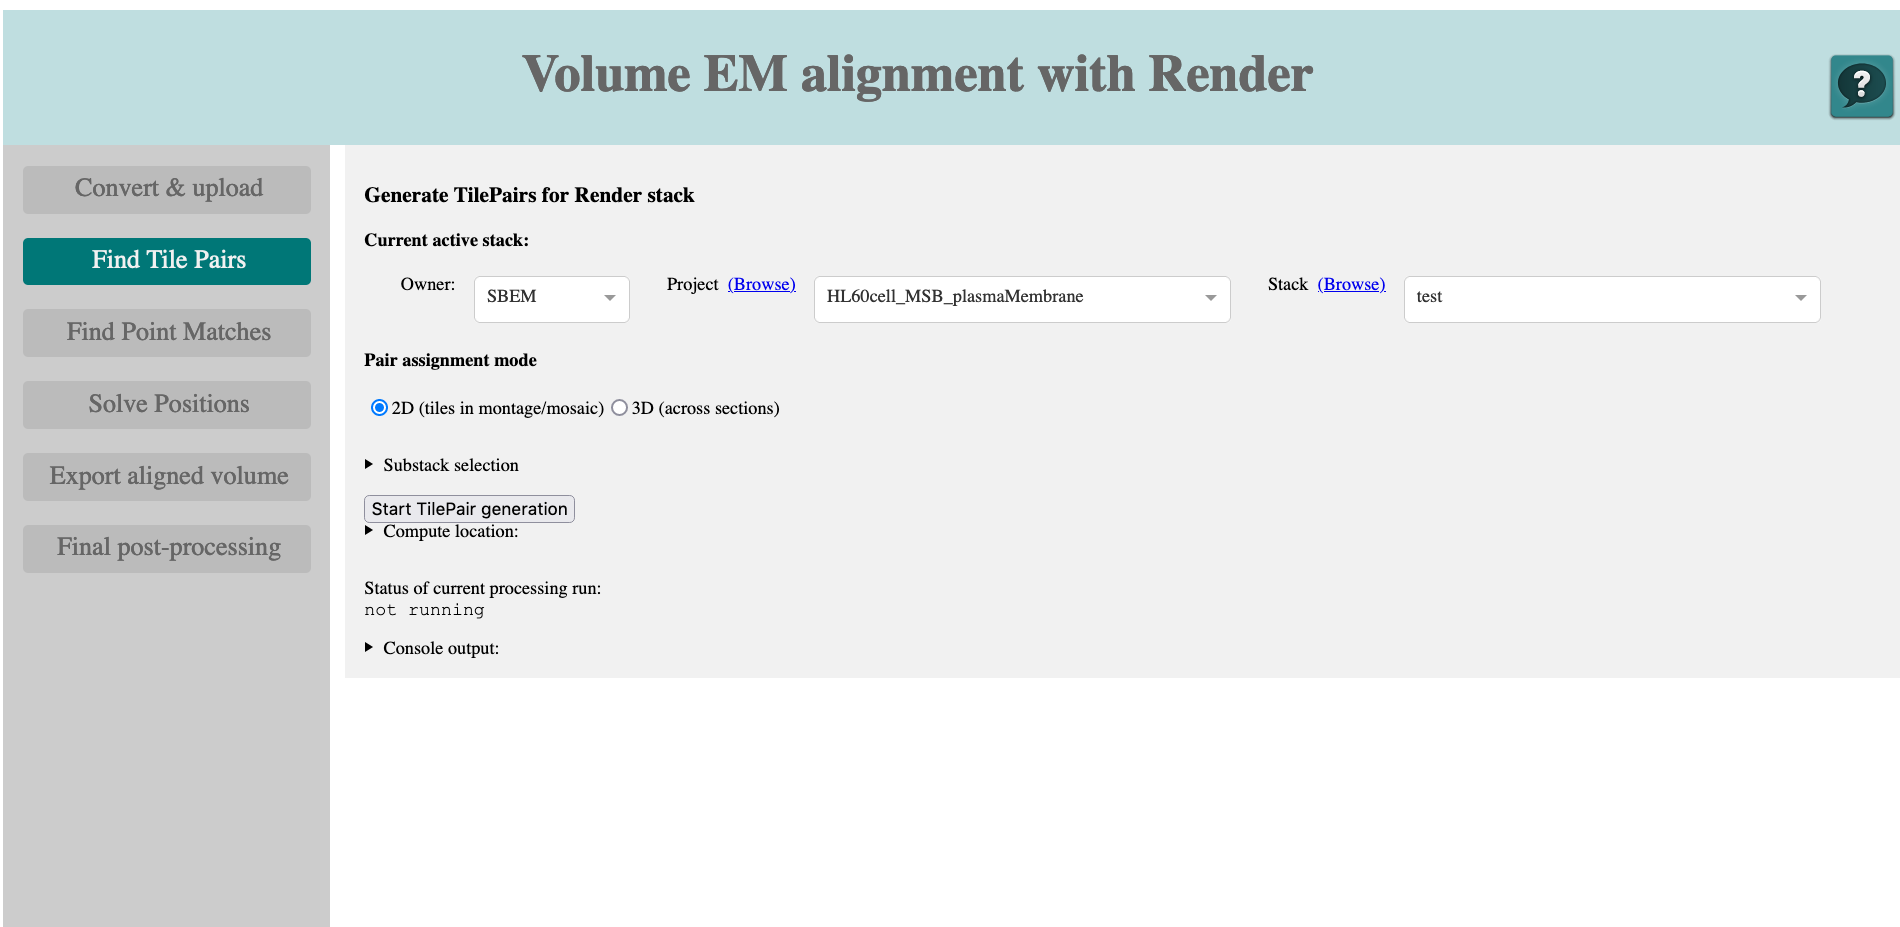 Volume EM alignment with Render
?
Convert & upload
Find Tile Pairs
Find Point Matches
Solve Positions
Export aligned volume
Final post-processing
Generate TilePairs for Render stack
Current active stack:
Owner: SBEM Project (Browse) HL60cell_MSB_plasmaMembrane Stack (Browse) test
Pair assignment mode
2D (tiles in montage/mosaic) 3D (across sections)
Substack selection
Start TilePair generation
Compute location:
Status of current processing run:
not running
Console output: